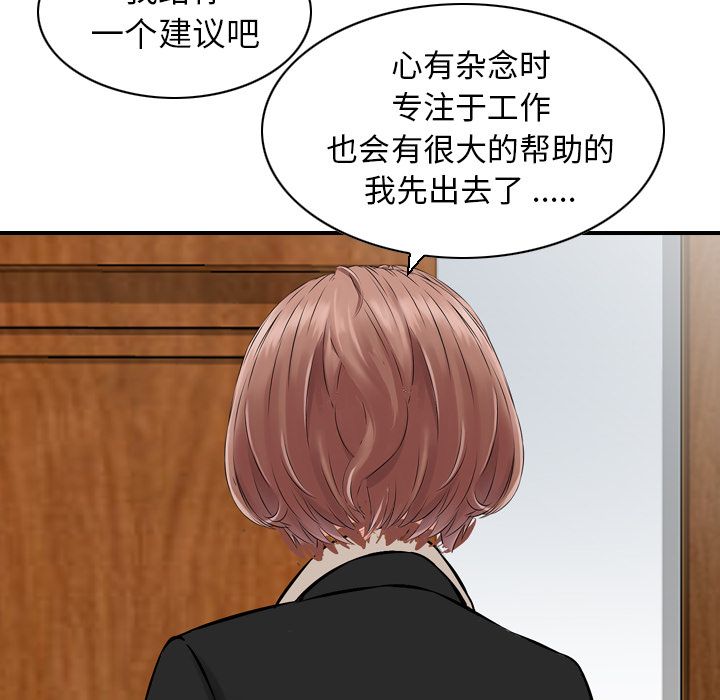 一个建议吧
心有杂念时
专注于工作
也会有很大的帮助的
我先出去了 .....